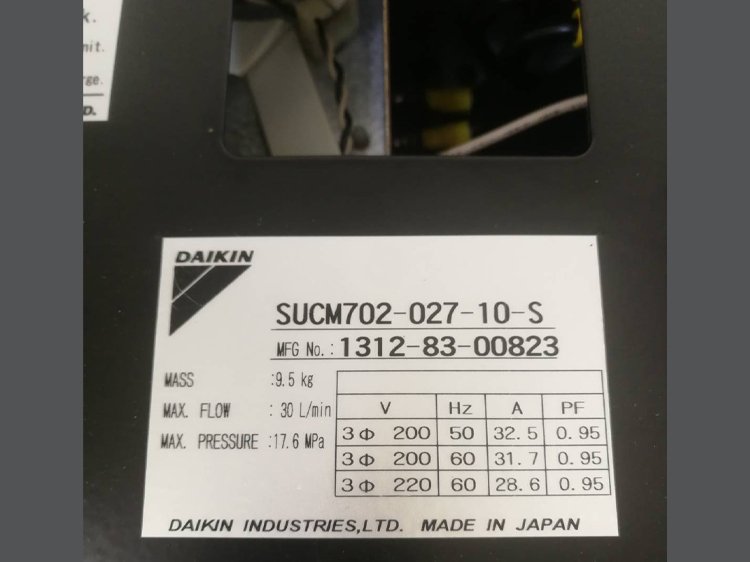 k.
nit.
rge.
D.
DAIKIN
SUCM702-027-10-S
MFG No.: 1312-83-00823
MASS :9.5 kg
MAX. FLOW : 30 L/min
MAX. PRESSURE :17.6 MPa
V Hz A PF
3Φ 200 50 32.5 0.95
3Φ 200 60 31.7 0.95
3Φ 220 60 28.6 0.95
DAIKIN INDUSTRIES,LTD. MADE IN JAPAN